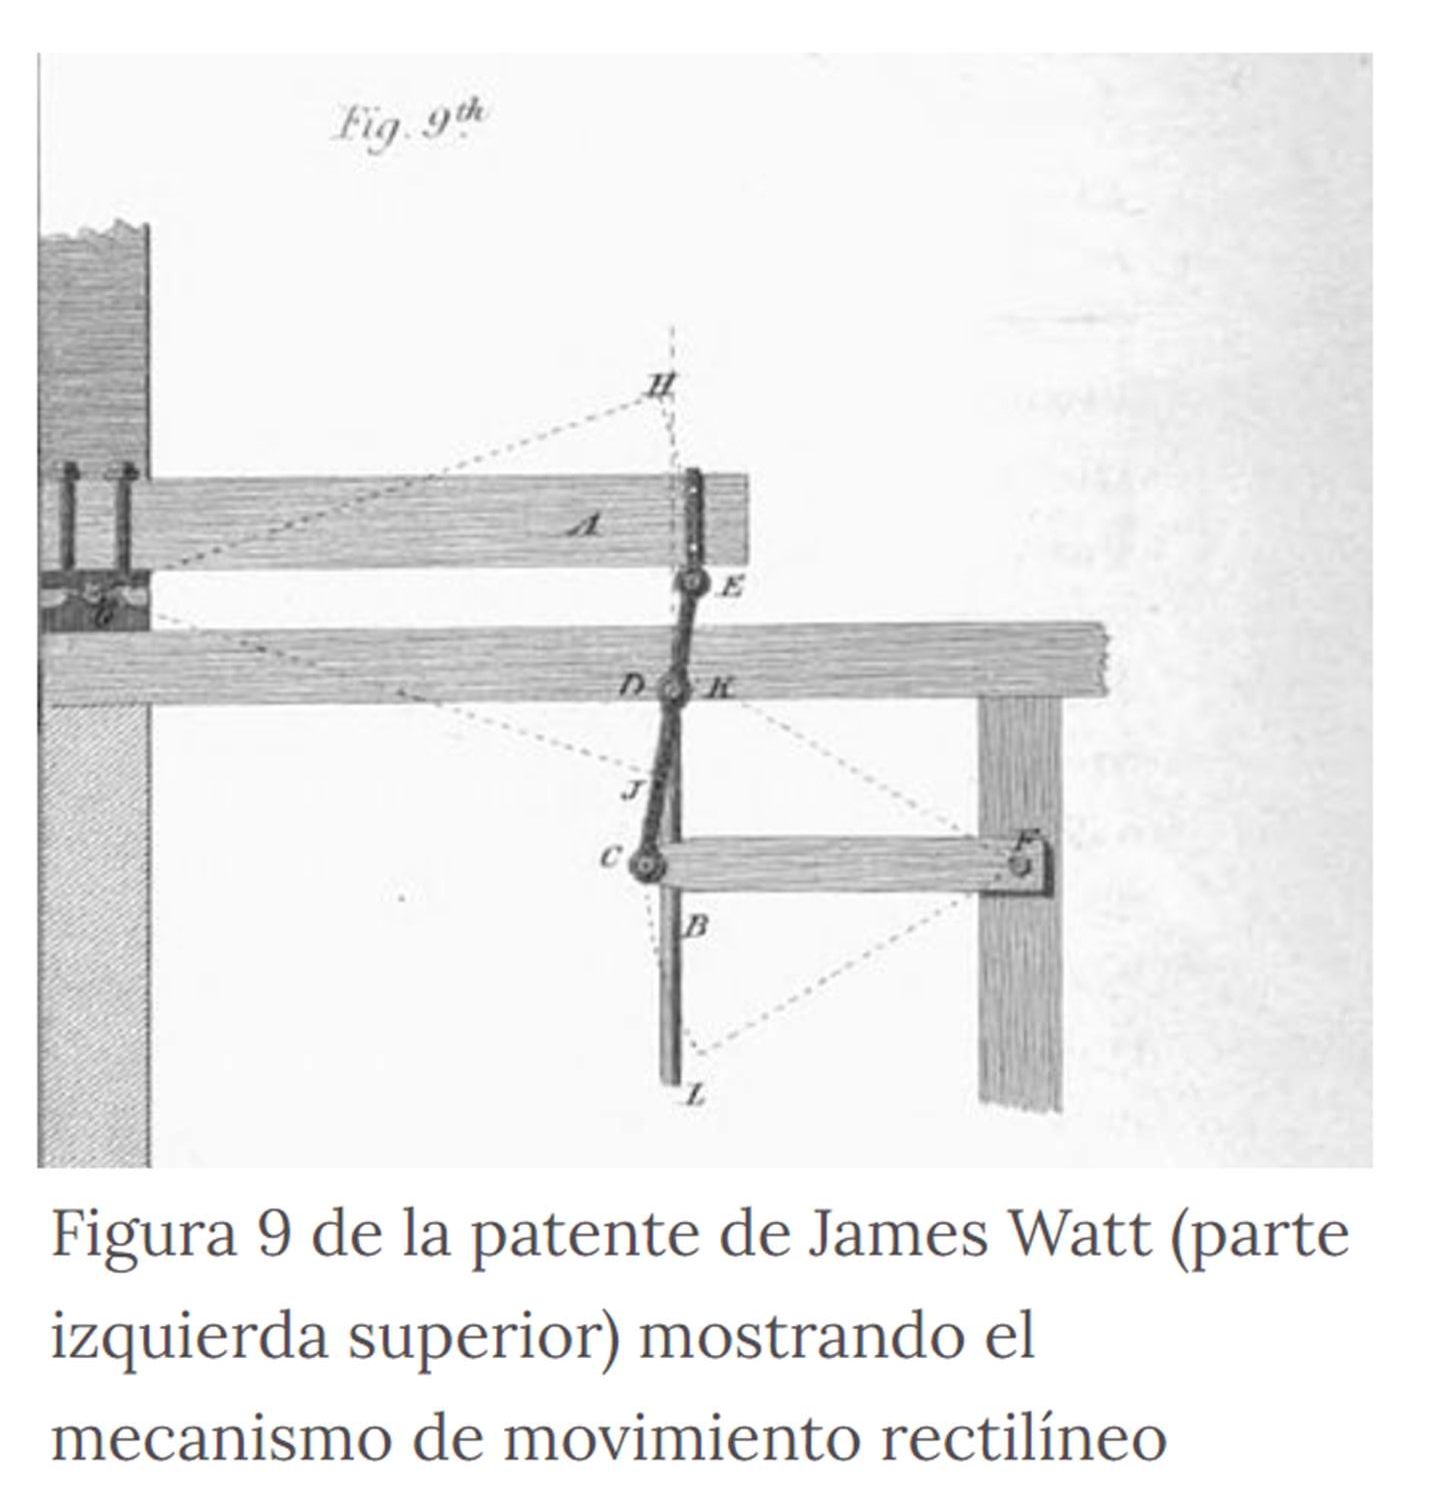 Fig. 9th
H
A
E
D K
J
C
F
B
L
Figura 9 de la patente de James Watt (parte
izquierda superior) mostrando el
mecanismo de movimiento rectilíneo